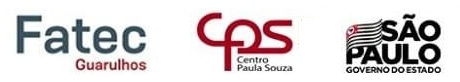 Fatec
Guarulhos
CPS
Centro
Paula Souza
SÃO
PAULO
GOVERNO DO ESTADO